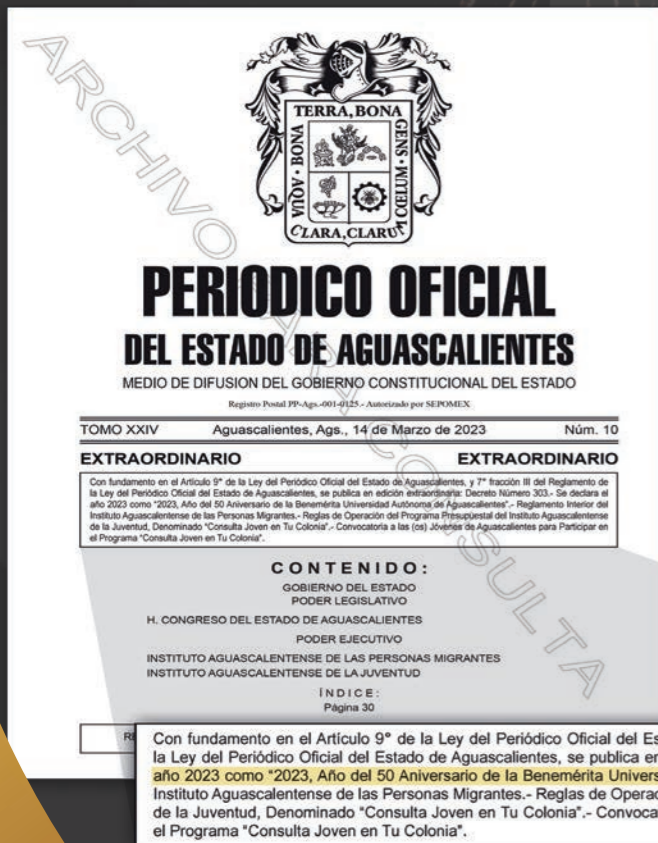 TERRA, BONA
AQUA • BONA
GENS •
CŒLUM •
CLARA, CLARUM
ARCHIVO PARA CONSULTA
PERIODICO OFICIAL
DEL ESTADO DE AGUASCALIENTES
MEDIO DE DIFUSION DEL GOBIERNO CONSTITUCIONAL DEL ESTADO
Registro Postal PP-Ags.-001-0125.- Autorizado por SEPOMEX
TOMO XXIV Aguascalientes, Ags., 14 de Marzo de 2023 Núm. 10
EXTRAORDINARIO EXTRAORDINARIO
Con fundamento en el Artículo 9° de la Ley del Periódico Oficial del Estado de Aguascalientes, y 7° fracción III del Reglamento de
la Ley del Periódico Oficial del Estado de Aguascalientes, se publica en edición extraordinaria: Decreto Número 303.- Se declara el
año 2023 como "2023, Año del 50 Aniversario de la Benemérita Universidad Autónoma de Aguascalientes".- Reglamento Interior del
Instituto Aguascalentense de las Personas Migrantes.- Reglas de Operación del Programa Presupuestal del Instituto Aguascalentense
de la Juventud, Denominado "Consulta Joven en Tu Colonia".- Convocatoria a las (os) Jóvenes de Aguascalientes para Participar en
el Programa "Consulta Joven en Tu Colonia".
CONTENIDO:
GOBIERNO DEL ESTADO
PODER LEGISLATIVO
H. CONGRESO DEL ESTADO DE AGUASCALIENTES
PODER EJECUTIVO
INSTITUTO AGUASCALENTENSE DE LAS PERSONAS MIGRANTES
INSTITUTO AGUASCALENTENSE DE LA JUVENTUD
ÍNDICE:
Página 30
Con fundamento en el Artículo 9° de la Ley del Periódico Oficial del Es
la Ley del Periódico Oficial del Estado de Aguascalientes, se publica en
año 2023 como "2023, Año del 50 Aniversario de la Benemérita Univers
Instituto Aguascalentense de las Personas Migrantes.- Reglas de Operac
de la Juventud, Denominado "Consulta Joven en Tu Colonia".- Convoca
el Programa "Consulta Joven en Tu Colonia".